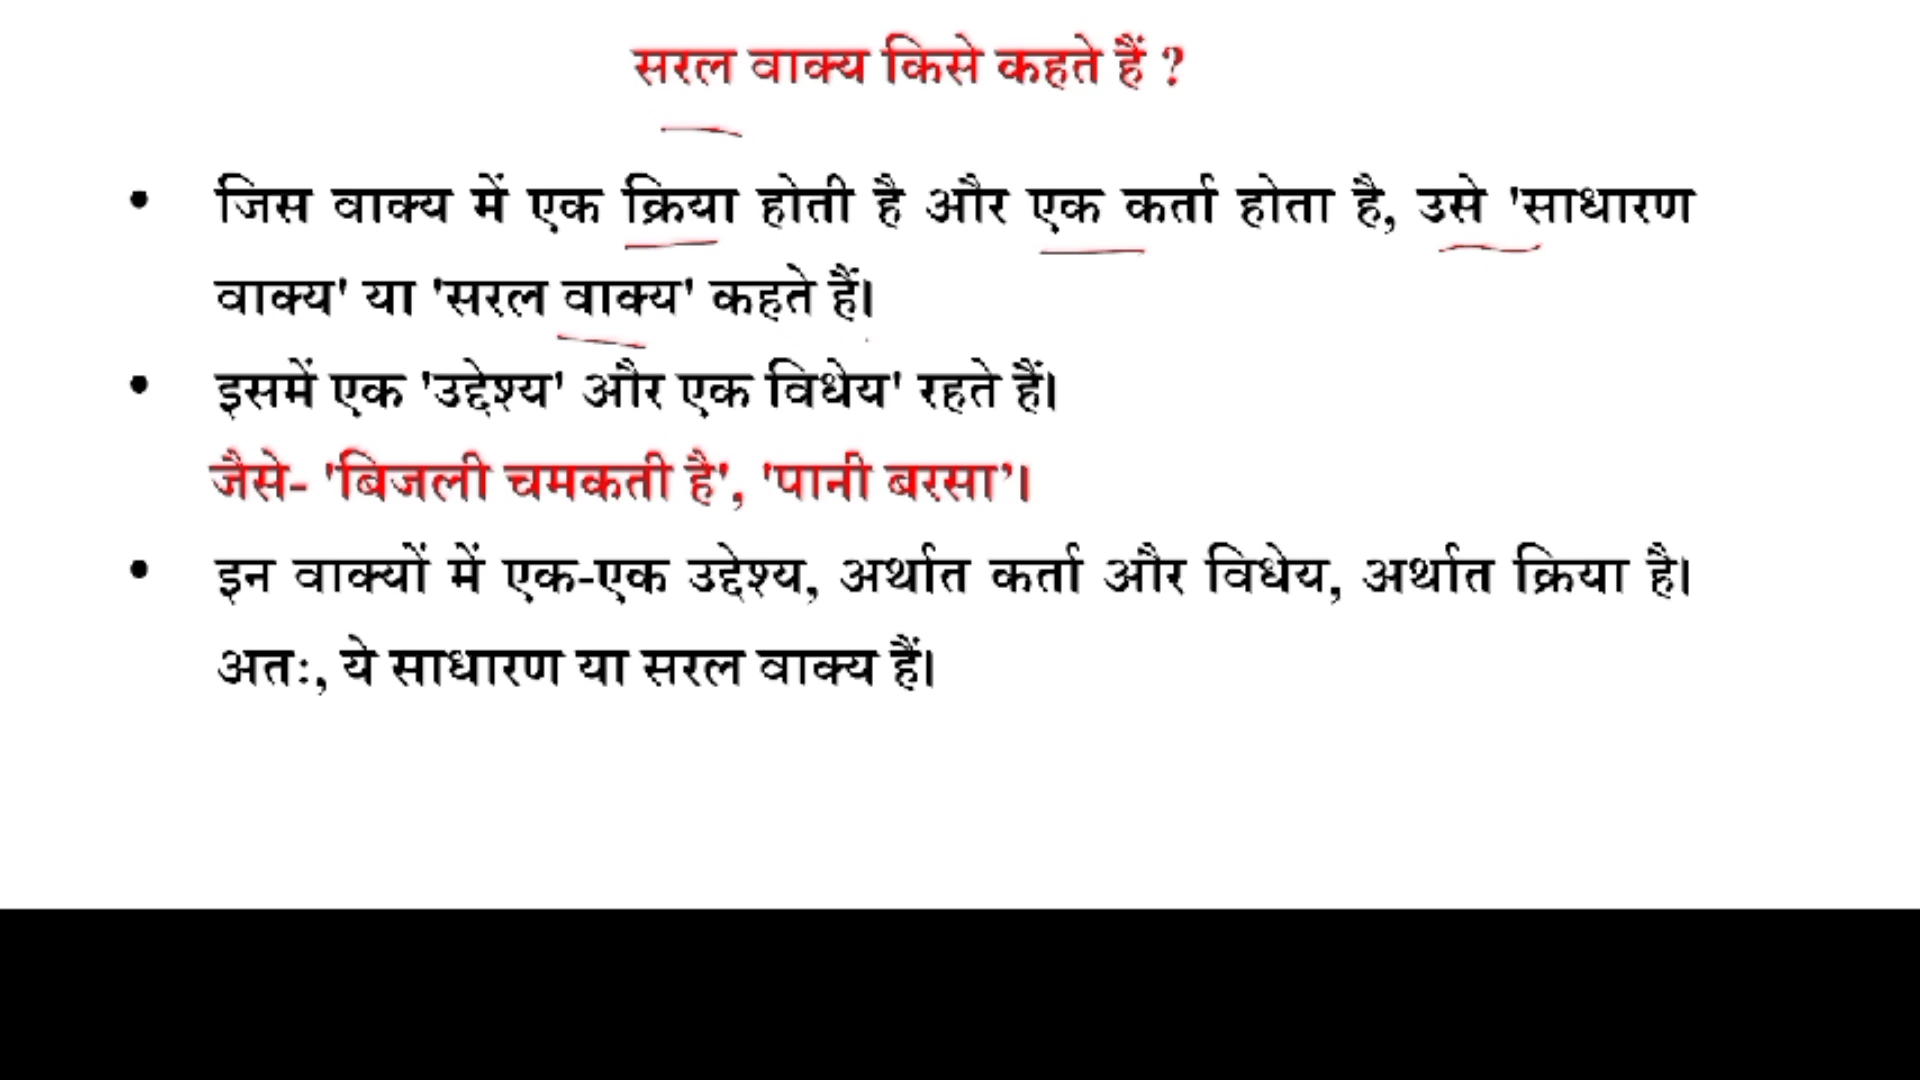 सरल वाक्य किसे कहते हैं ?
• जिस वाक्य में एक क्रिया होती है और एक कर्ता होता है, उसे 'साधारण
वाक्य' या 'सरल वाक्य' कहते हैं।
• इसमें एक 'उद्देश्य' और एक विधेय' रहते हैं।
जैसे- 'बिजली चमकती है', 'पानी बरसा’।
• इन वाक्यों में एक-एक उद्देश्य, अर्थात कर्ता और विधेय, अर्थात क्रिया है।
अतः, ये साधारण या सरल वाक्य हैं।